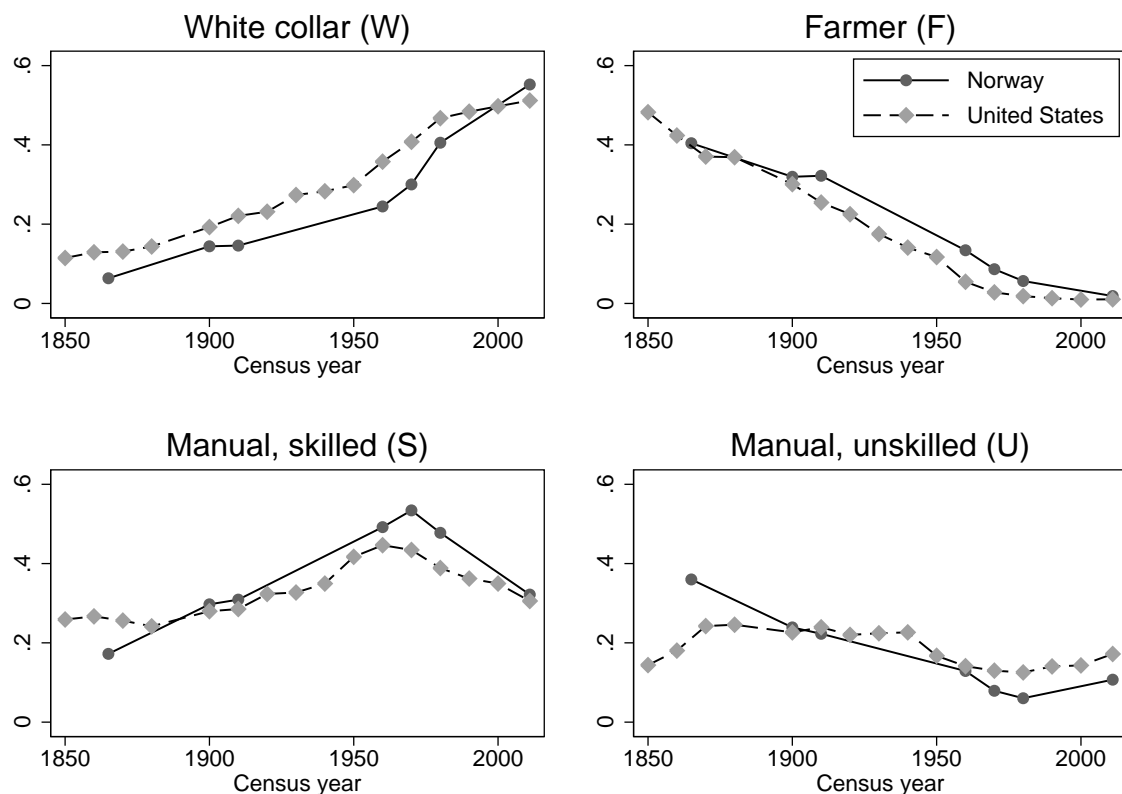 White collar (W)
0 .2 .4 .6
1850 1900 1950 2000
Census year
Farmer (F)
0 .2 .4 .6
Norway
United States
1850 1900 1950 2000
Census year
Manual, skilled (S)
0 .2 .4 .6
1850 1900 1950 2000
Census year
Manual, unskilled (U)
0 .2 .4 .6
1850 1900 1950 2000
Census year